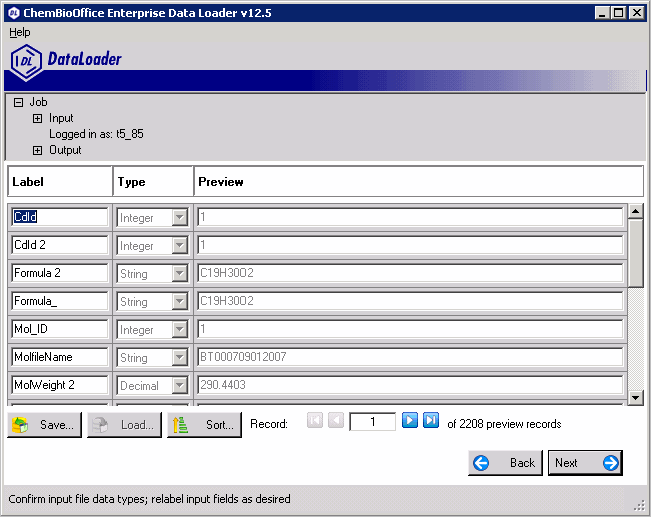 ChemBioOffice Enterprise Data Loader v12.5
Help
DL DataLoader
Job
Input
Logged in as: t5_85
Output
Label Type Preview
CdId Integer 1
CdId 2 Integer 1
Formula 2 String C19H30O2
Formula_ String C19H30O2
Mol_ID Integer 1
MolfileName String BT000709012007
MolWeight 2 Decimal 290.4403
Save... Load... Sort... Record: 1 of 2208 preview records
Back Next
Confirm input file data types; relabel input fields as desired